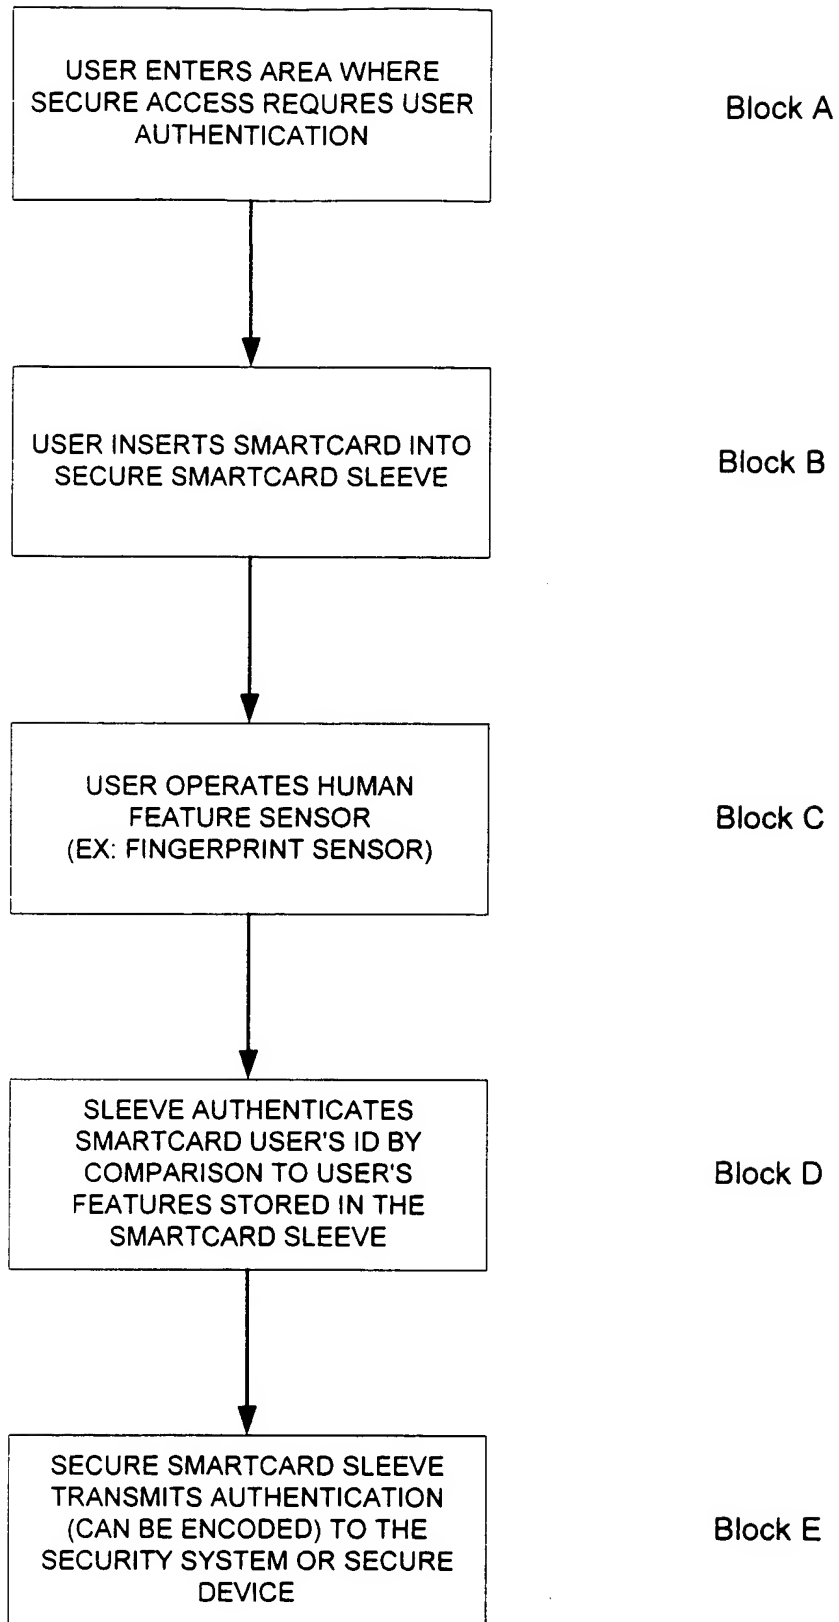 USER ENTERS AREA WHERE
SECURE ACCESS REQURES USER
AUTHENTICATION
Block A
USER INSERTS SMARTCARD INTO
SECURE SMARTCARD SLEEVE
Block B
USER OPERATES HUMAN
FEATURE SENSOR
(EX: FINGERPRINT SENSOR)
Block C
SLEEVE AUTHENTICATES
SMARTCARD USER'S ID BY
COMPARISON TO USER'S
FEATURES STORED IN THE
SMARTCARD SLEEVE
Block D
SECURE SMARTCARD SLEEVE
TRANSMITS AUTHENTICATION
(CAN BE ENCODED) TO THE
SECURITY SYSTEM OR SECURE
DEVICE
Block E